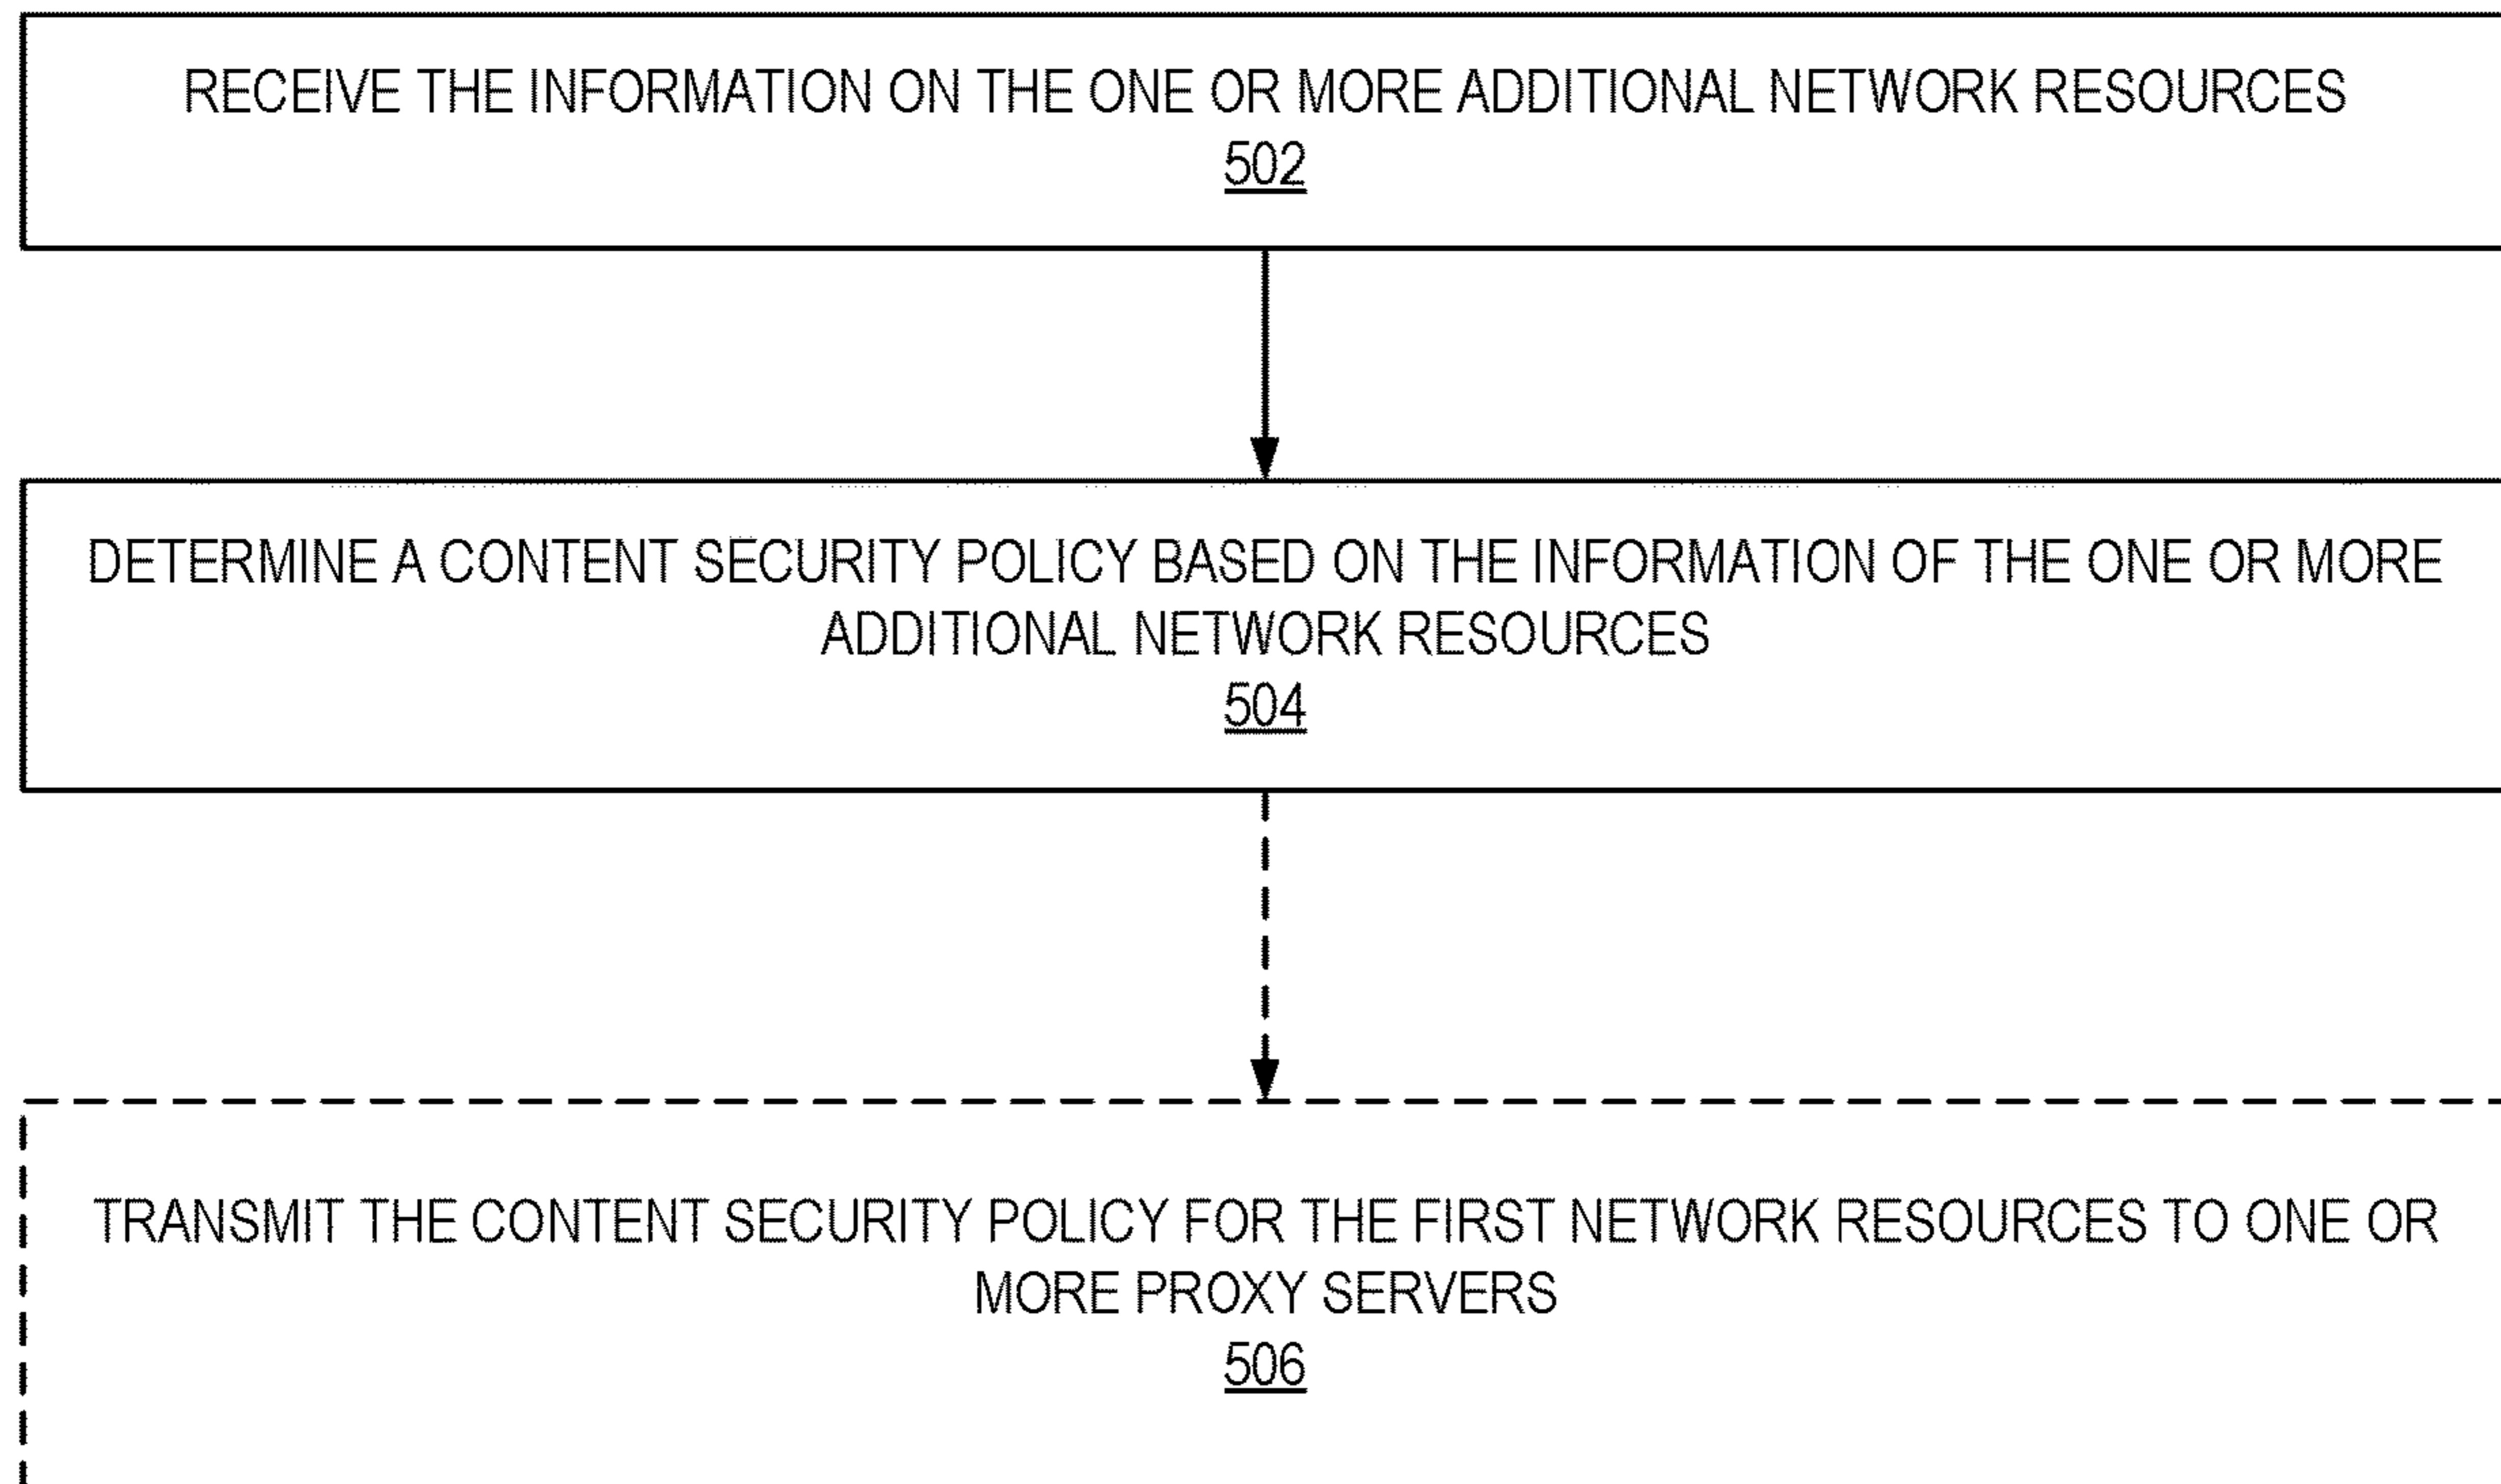 RECEIVE THE INFORMATION ON THE ONE OR MORE ADDITIONAL NETWORK RESOURCES
502
DETERMINE A CONTENT SECURITY POLICY BASED ON THE INFORMATION OF THE ONE OR MORE
ADDITIONAL NETWORK RESOURCES
504
TRANSMIT THE CONTENT SECURITY POLICY FOR THE FIRST NETWORK RESOURCES TO ONE OR
MORE PROXY SERVERS
506